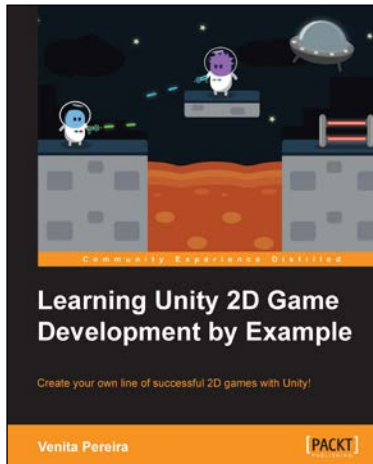 Community Experience Distilled
Learning Unity 2D Game
Development by Example
Create your own line of successful 2D games with Unity!
Venita Pereira
[PACKT]
PUBLISHING